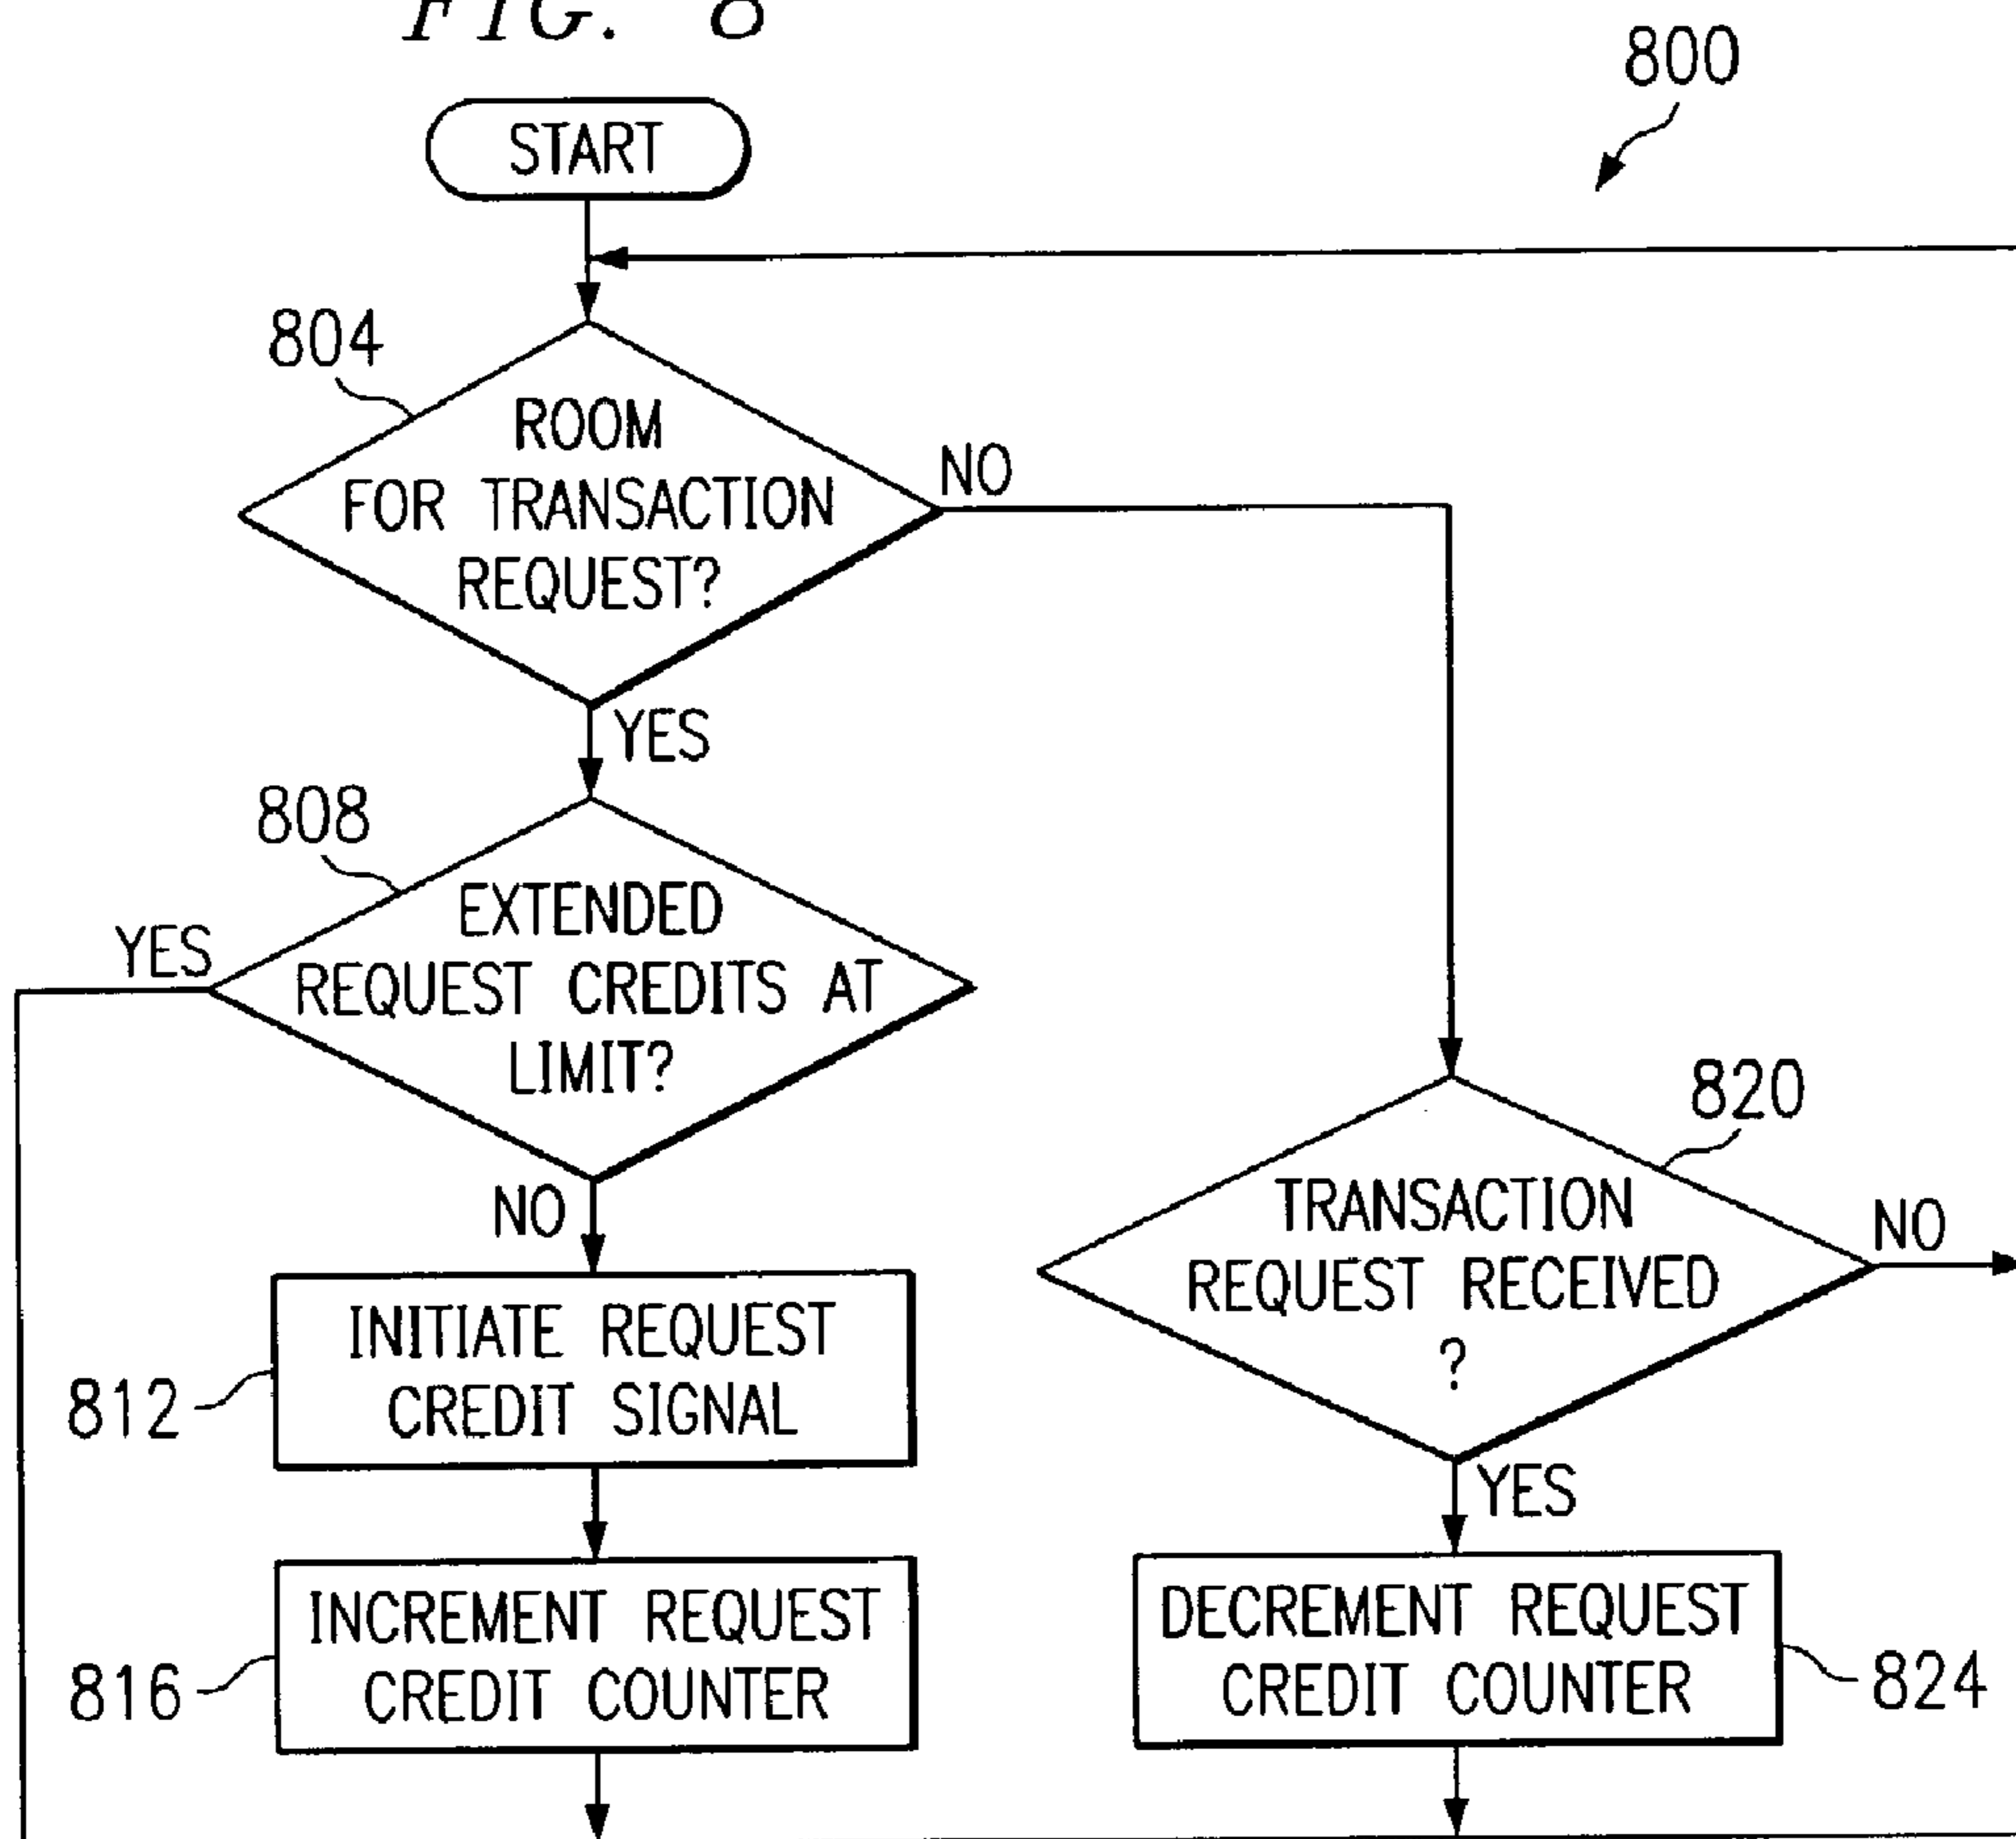 FIG. 8
800
START
804
ROOM
FOR TRANSACTION
REQUEST?
NO
YES
808
EXTENDED
REQUEST CREDITS AT
LIMIT?
YES
NO
820
TRANSACTION
REQUEST RECEIVED
?
NO
YES
812
INITIATE REQUEST
CREDIT SIGNAL
816
INCREMENT REQUEST
CREDIT COUNTER
DECREMENT REQUEST
CREDIT COUNTER
824